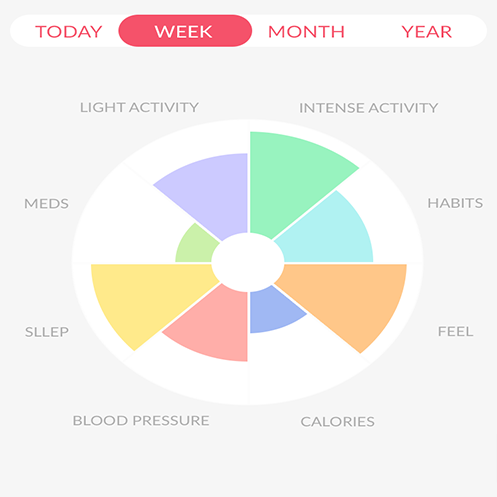 TODAY WEEK MONTH YEAR
LIGHT ACTIVITY INTENSE ACTIVITY
MEDS HABITS
SLLEP FEEL
BLOOD PRESSURE CALORIES